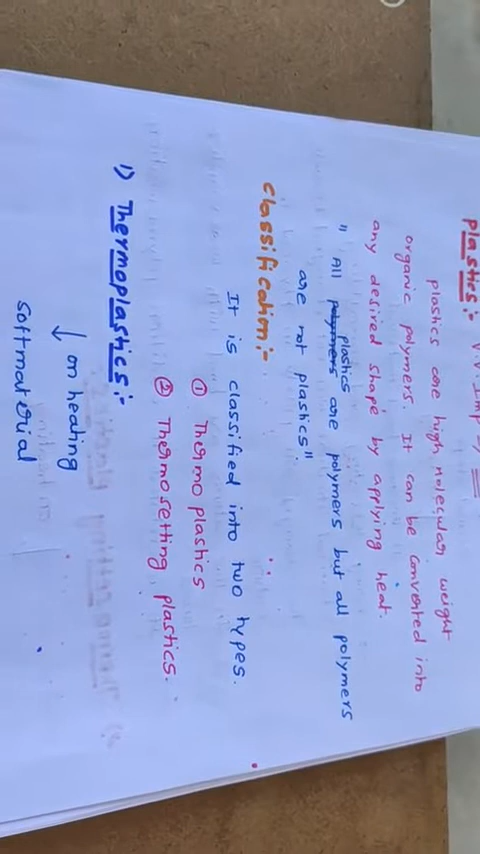 plastics:- V.V. Imp
plastics are high molecular weight
organic polymers. It can be converted into
any desired shape by applying heat.
" All plastics are polymers but all polymers
are not plastics"
classification:-
It is classified into two types.
① Thermo plastics
② Thermosetting plastics.
1) Thermoplastics:-
↓ on heating
softmaterial